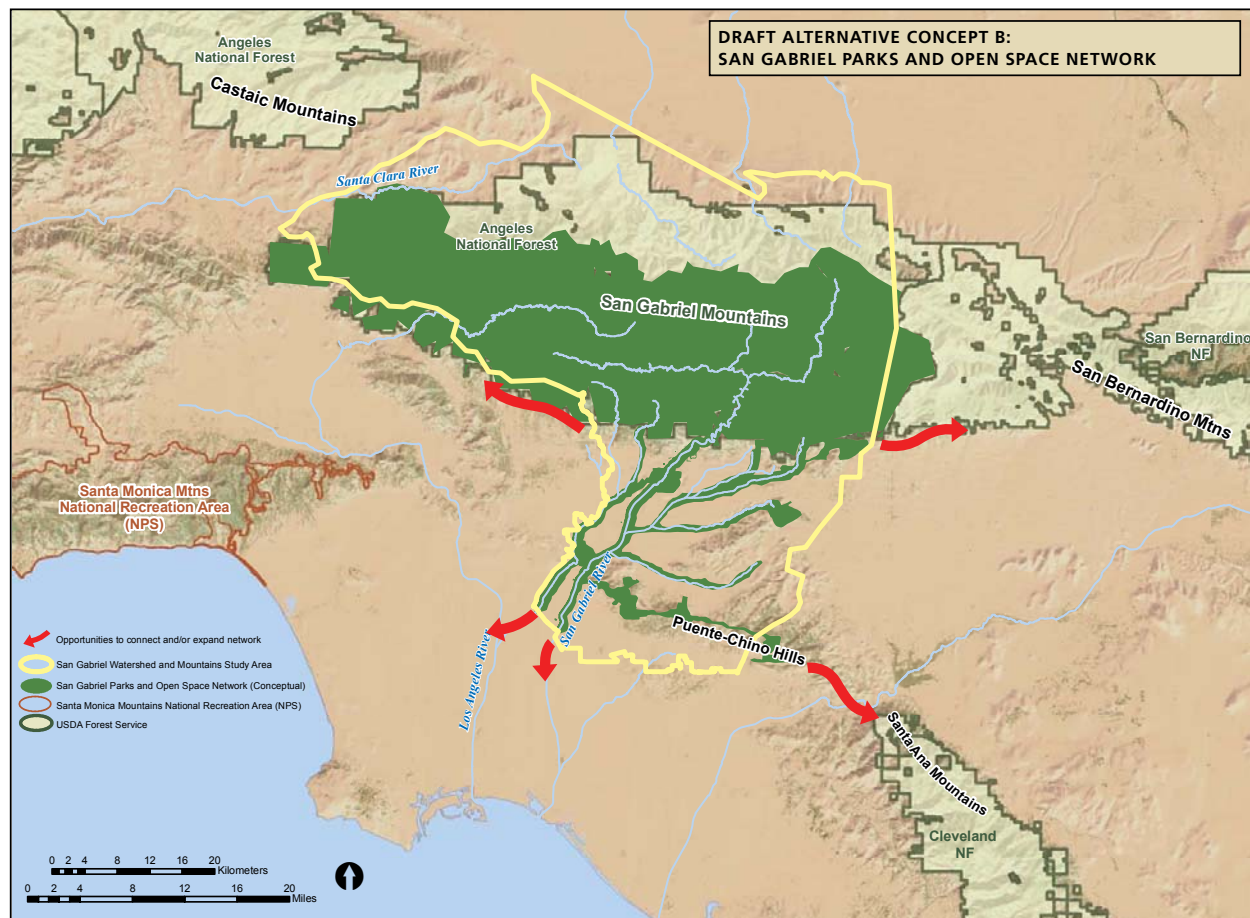 DRAFT ALTERNATIVE CONCEPT B:
SAN GABRIEL PARKS AND OPEN SPACE NETWORK
Angeles
National Forest
Castaic Mountains
Santa Clara River
Angeles
National Forest
San Gabriel Mountains
San Bernardino
NF
San Bernardino Mtns
Santa Monica Mtns
National Recreation Area
(NPS)
San Gabriel River
Los Angeles River
Puente-Chino Hills
Santa Ana Mountains
Cleveland
NF
Opportunities to connect and/or expand network
San Gabriel Watershed and Mountains Study Area
San Gabriel Parks and Open Space Network (Conceptual)
Santa Monica Mountains National Recreation Area (NPS)
USDA Forest Service
0 2 4 8 12 16 20
Kilometers
0 2 4 8 12 16 20
Miles